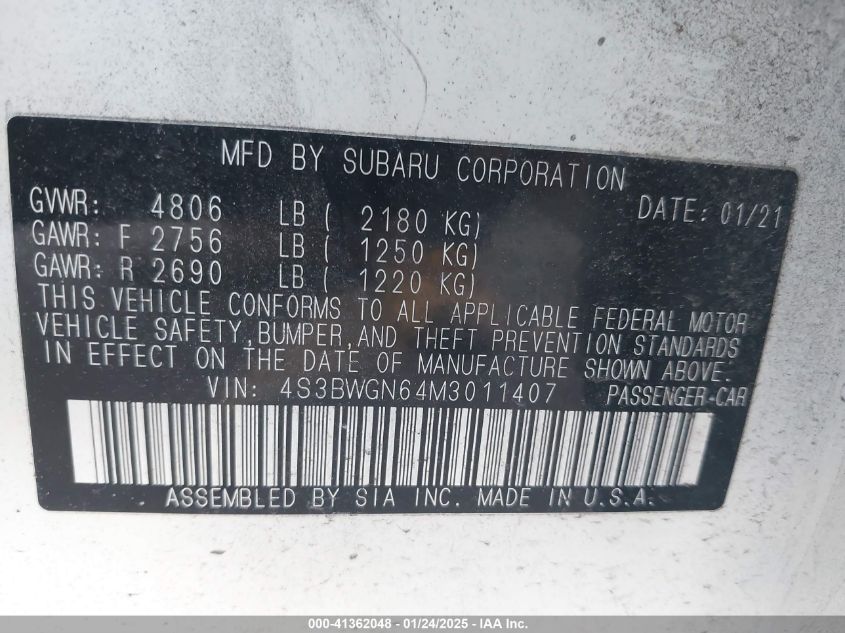 MFD BY SUBARU CORPORATION
GVWR: 4806 LB ( 2180 KG) DATE: 01/21
GAWR: F 2756 LB ( 1250 KG)
GAWR: R 2690 LB ( 1220 KG)
THIS VEHICLE CONFORMS TO ALL APPLICABLE FEDERAL MOTOR
VEHICLE SAFETY,BUMPER,AND THEFT PREVENTION STANDARDS
IN EFFECT ON THE DATE OF MANUFACTURE SHOWN ABOVE.
VIN: 4S3BWGN64M3011407 PASSENGER-CAR
ASSEMBLED BY SIA INC. MADE IN U.S.A.
000-41362048 - 01/24/2025 - IAA Inc.